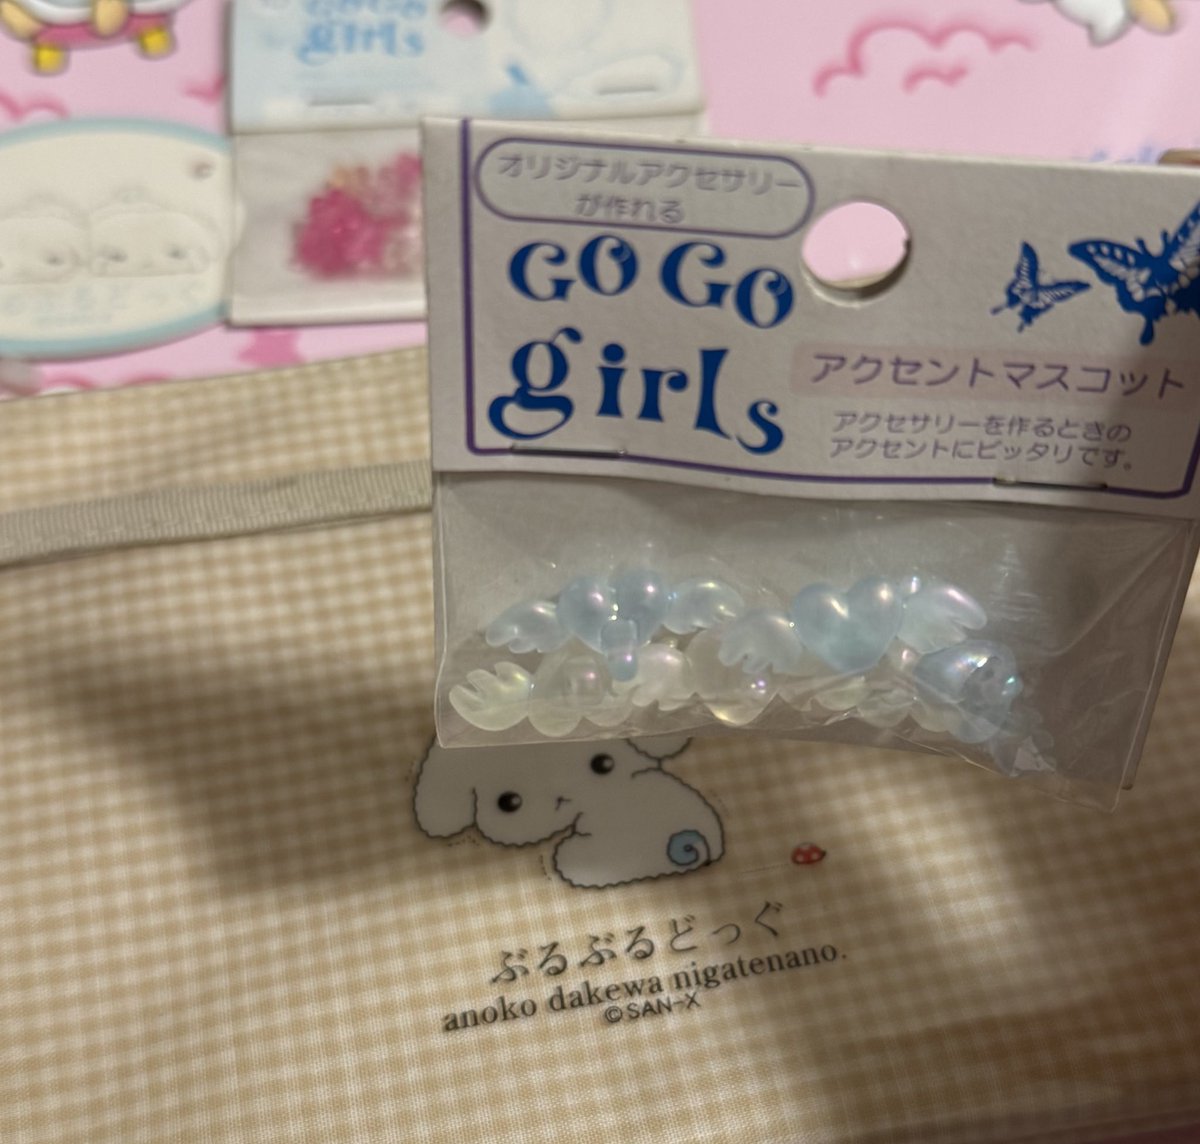 GO GO
girls
オリジナルアクセサリー
が作れる
GO GO
girls
アクセントマスコット
アクセサリーを作るときの
アクセントにピッタリです。
ぶるぶるどっぐ
anoko dakewa nigatenano.
©SAN-X